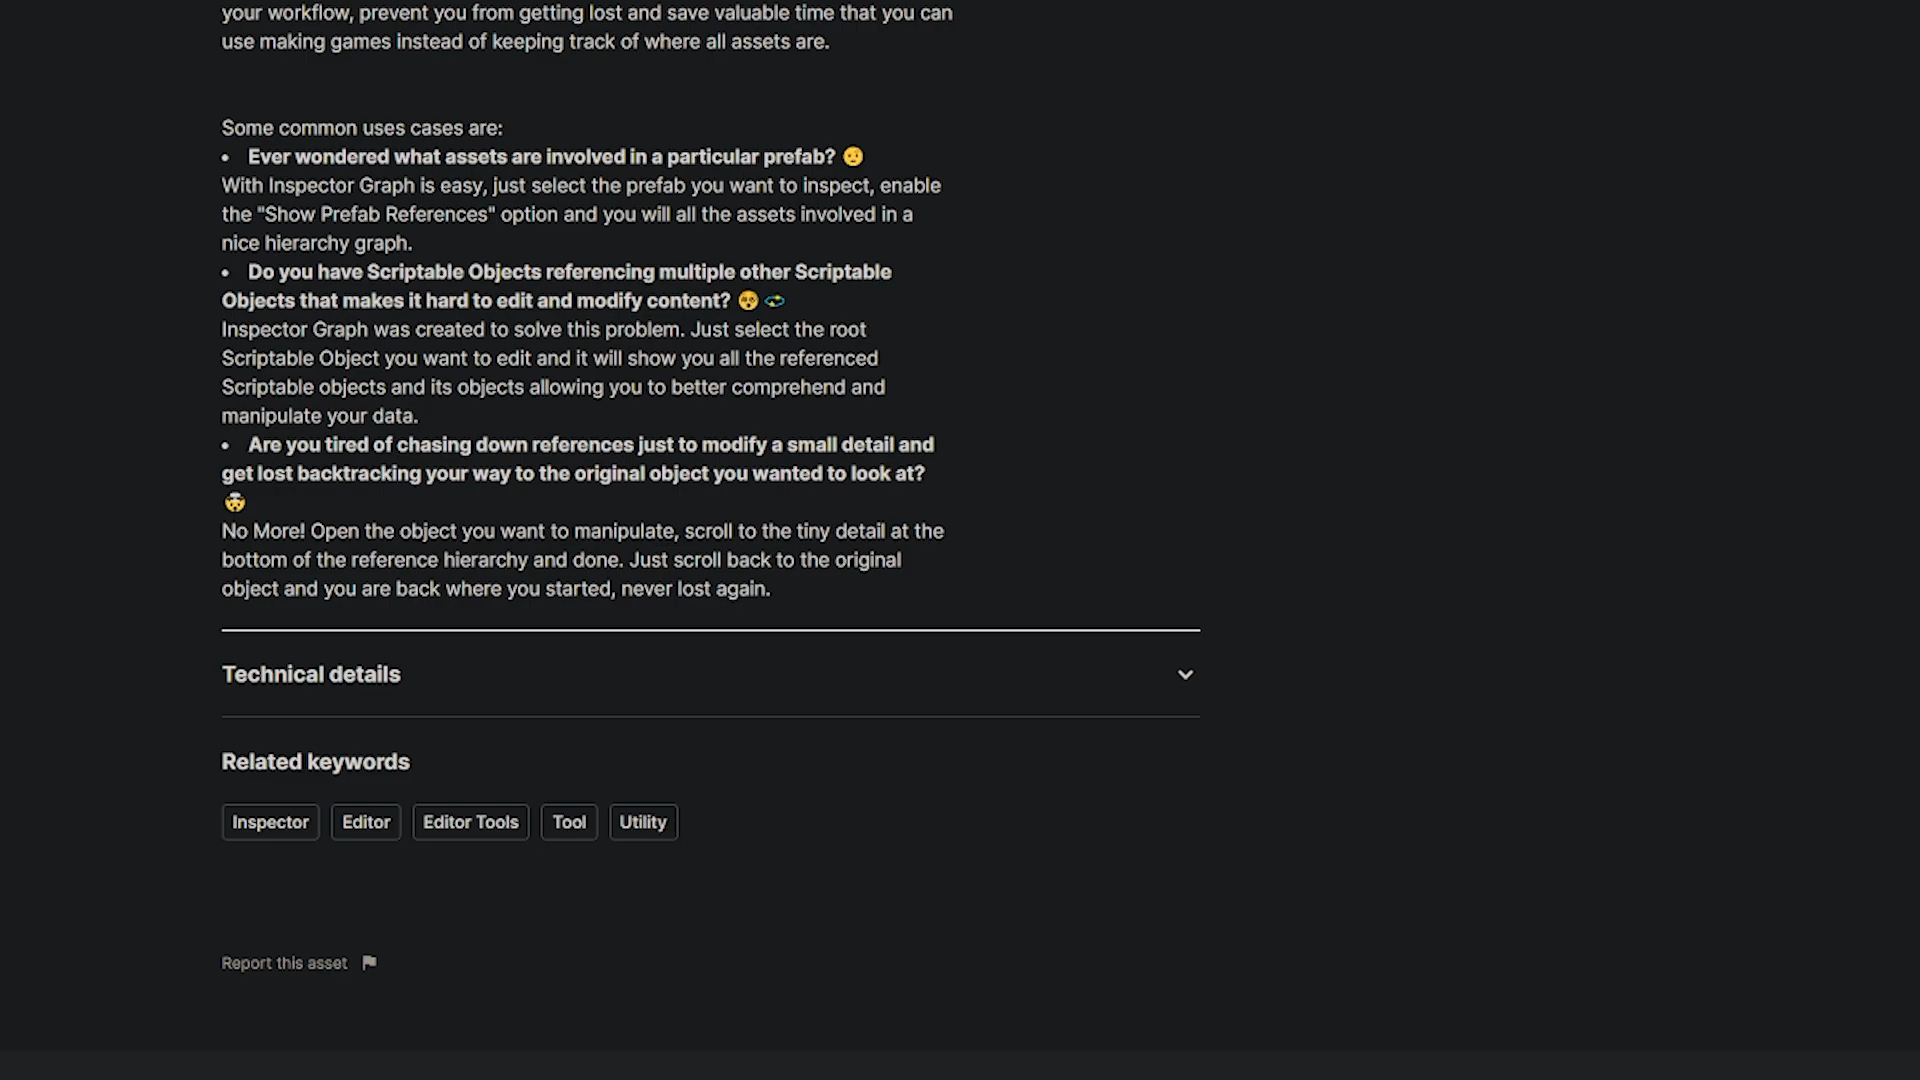 your workflow, prevent you from getting lost and save valuable time that you can
use making games instead of keeping track of where all assets are.
Some common uses cases are:
• Ever wondered what assets are involved in a particular prefab? 🤨
With Inspector Graph is easy, just select the prefab you want to inspect, enable
the "Show Prefab References" option and you will all the assets involved in a
nice hierarchy graph.
• Do you have Scriptable Objects referencing multiple other Scriptable
Objects that makes it hard to edit and modify content? 😵‍💫
Inspector Graph was created to solve this problem. Just select the root
Scriptable Object you want to edit and it will show you all the referenced
Scriptable objects and its objects allowing you to better comprehend and
manipulate your data.
• Are you tired of chasing down references just to modify a small detail and
get lost backtracking your way to the original object you wanted to look at?
🤯
No More! Open the object you want to manipulate, scroll to the tiny detail at the
bottom of the reference hierarchy and done. Just scroll back to the original
object and you are back where you started, never lost again.
Technical details
Related keywords
Inspector Editor Editor Tools Tool Utility
Report this asset